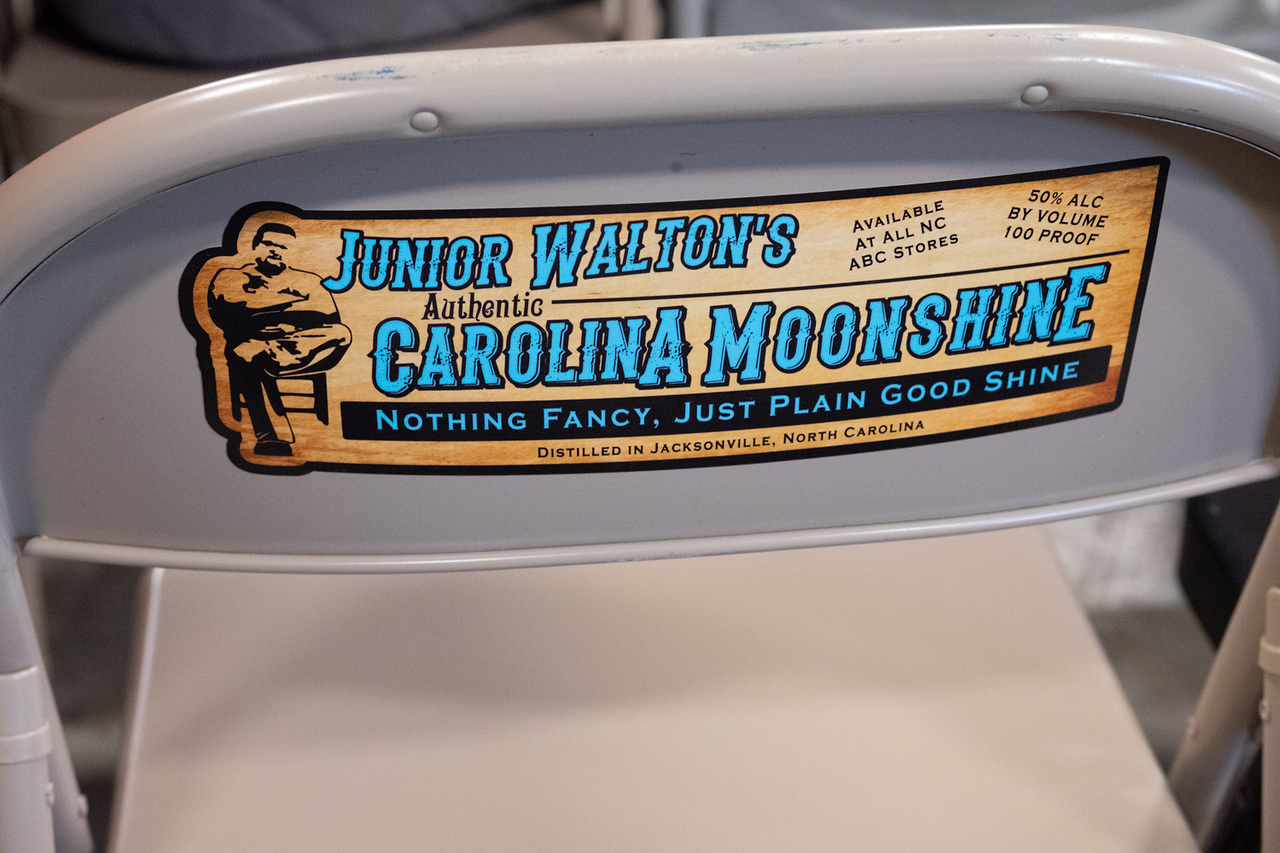 Junior Walton's
Available
at All NC
ABC Stores
50% ALC
BY VOLUME
100 PROOF
Authentic
Carolina Moonshine
Nothing Fancy, Just Plain Good Shine
Distilled in Jacksonville, North Carolina